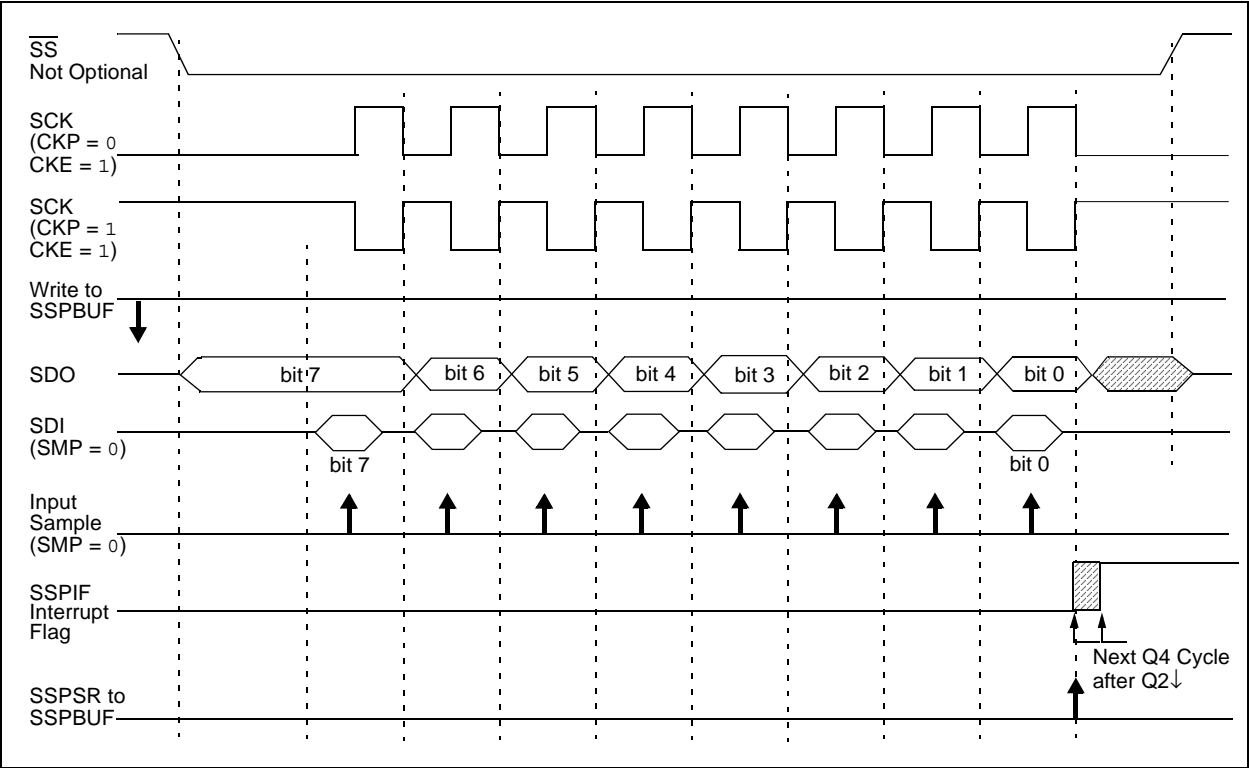 SS
Not Optional
SCK
(CKP = 0
CKE = 1)
SCK
(CKP = 1
CKE = 1)
Write to
SSPBUF
SDO
bit 7
bit 6
bit 5
bit 4
bit 3
bit 2
bit 1
bit 0
SDI
(SMP = 0)
bit 7
bit 0
Input
Sample
(SMP = 0)
SSPIF
Interrupt
Flag
Next Q4 Cycle
after Q2↓
SSPSR to
SSPBUF